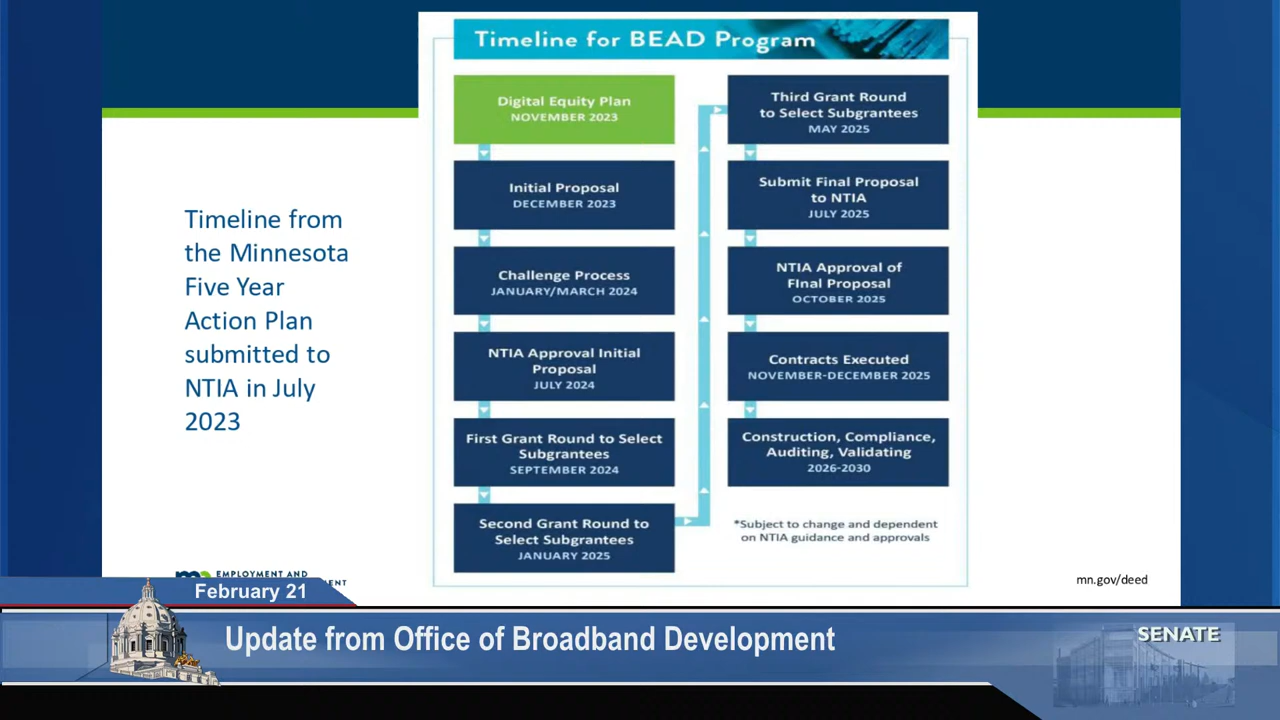 Timeline for BEAD Program
Digital Equity Plan
NOVEMBER 2023
Initial Proposal
DECEMBER 2023
Challenge Process
JANUARY/MARCH 2024
NTIA Approval Initial
Proposal
JULY 2024
First Grant Round to Select
Subgrantees
SEPTEMBER 2024
Second Grant Round to
Select Subgrantees
JANUARY 2025
Third Grant Round
to Select Subgrantees
MAY 2025
Submit Final Proposal
to NTIA
JULY 2025
NTIA Approval of
FInal Proposal
OCTOBER 2025
Contracts Executed
NOVEMBER-DECEMBER 2025
Construction, Compliance,
Auditing, Validating
2026-2030
*Subject to change and dependent
on NTIA guidance and approvals
Timeline from
the Minnesota
Five Year
Action Plan
submitted to
NTIA in July
2023
EMPLOYMENT AND
mn.gov/deed
February 21
Update from Office of Broadband Development
SENATE